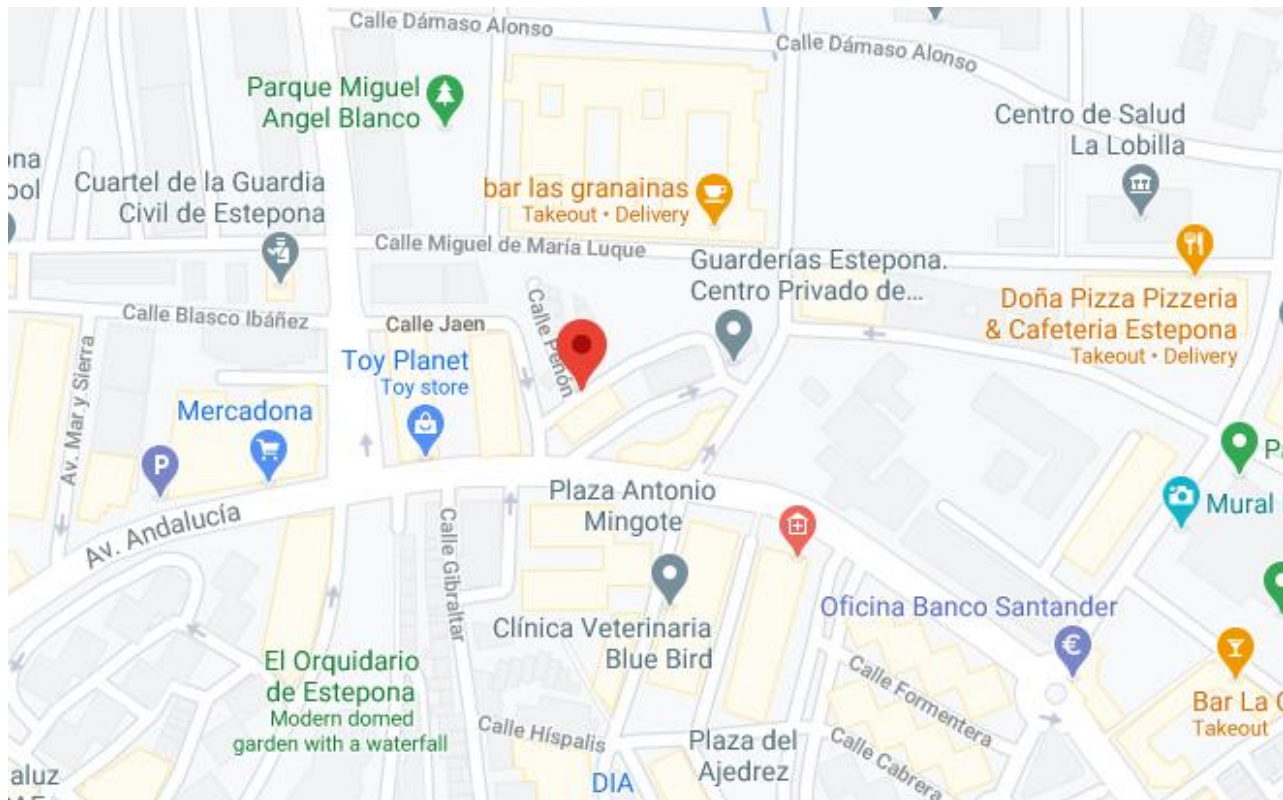 Calle Dámaso Alonso
Calle Dámaso Alonso
Parque Miguel
Angel Blanco
Centro de Salud
La Lobilla
ona
pol
Cuartel de la Guardia
Civil de Estepona
bar las granainas
Takeout • Delivery
Calle Miguel de María Luque
Guarderías Estepona.
Centro Privado de...
Doña Pizza Pizzeria
& Cafeteria Estepona
Takeout • Delivery
Calle Blasco Ibáñez
Calle Jaen
Calle Peñón
Toy Planet
Toy store
Av. Mar y Sierra
Mercadona
P
Pa
Av. Andalucía
Calle Gibraltar
Plaza Antonio
Mingote
Mural
Clínica Veterinaria
Blue Bird
Oficina Banco Santander
€
El Orquidario
de Estepona
Modern domed
garden with a waterfall
Calle Formentera
Bar La
Takeout
Calle Híspalis
Plaza del
Ajedrez
Calle Cabrera
DIA
aluz